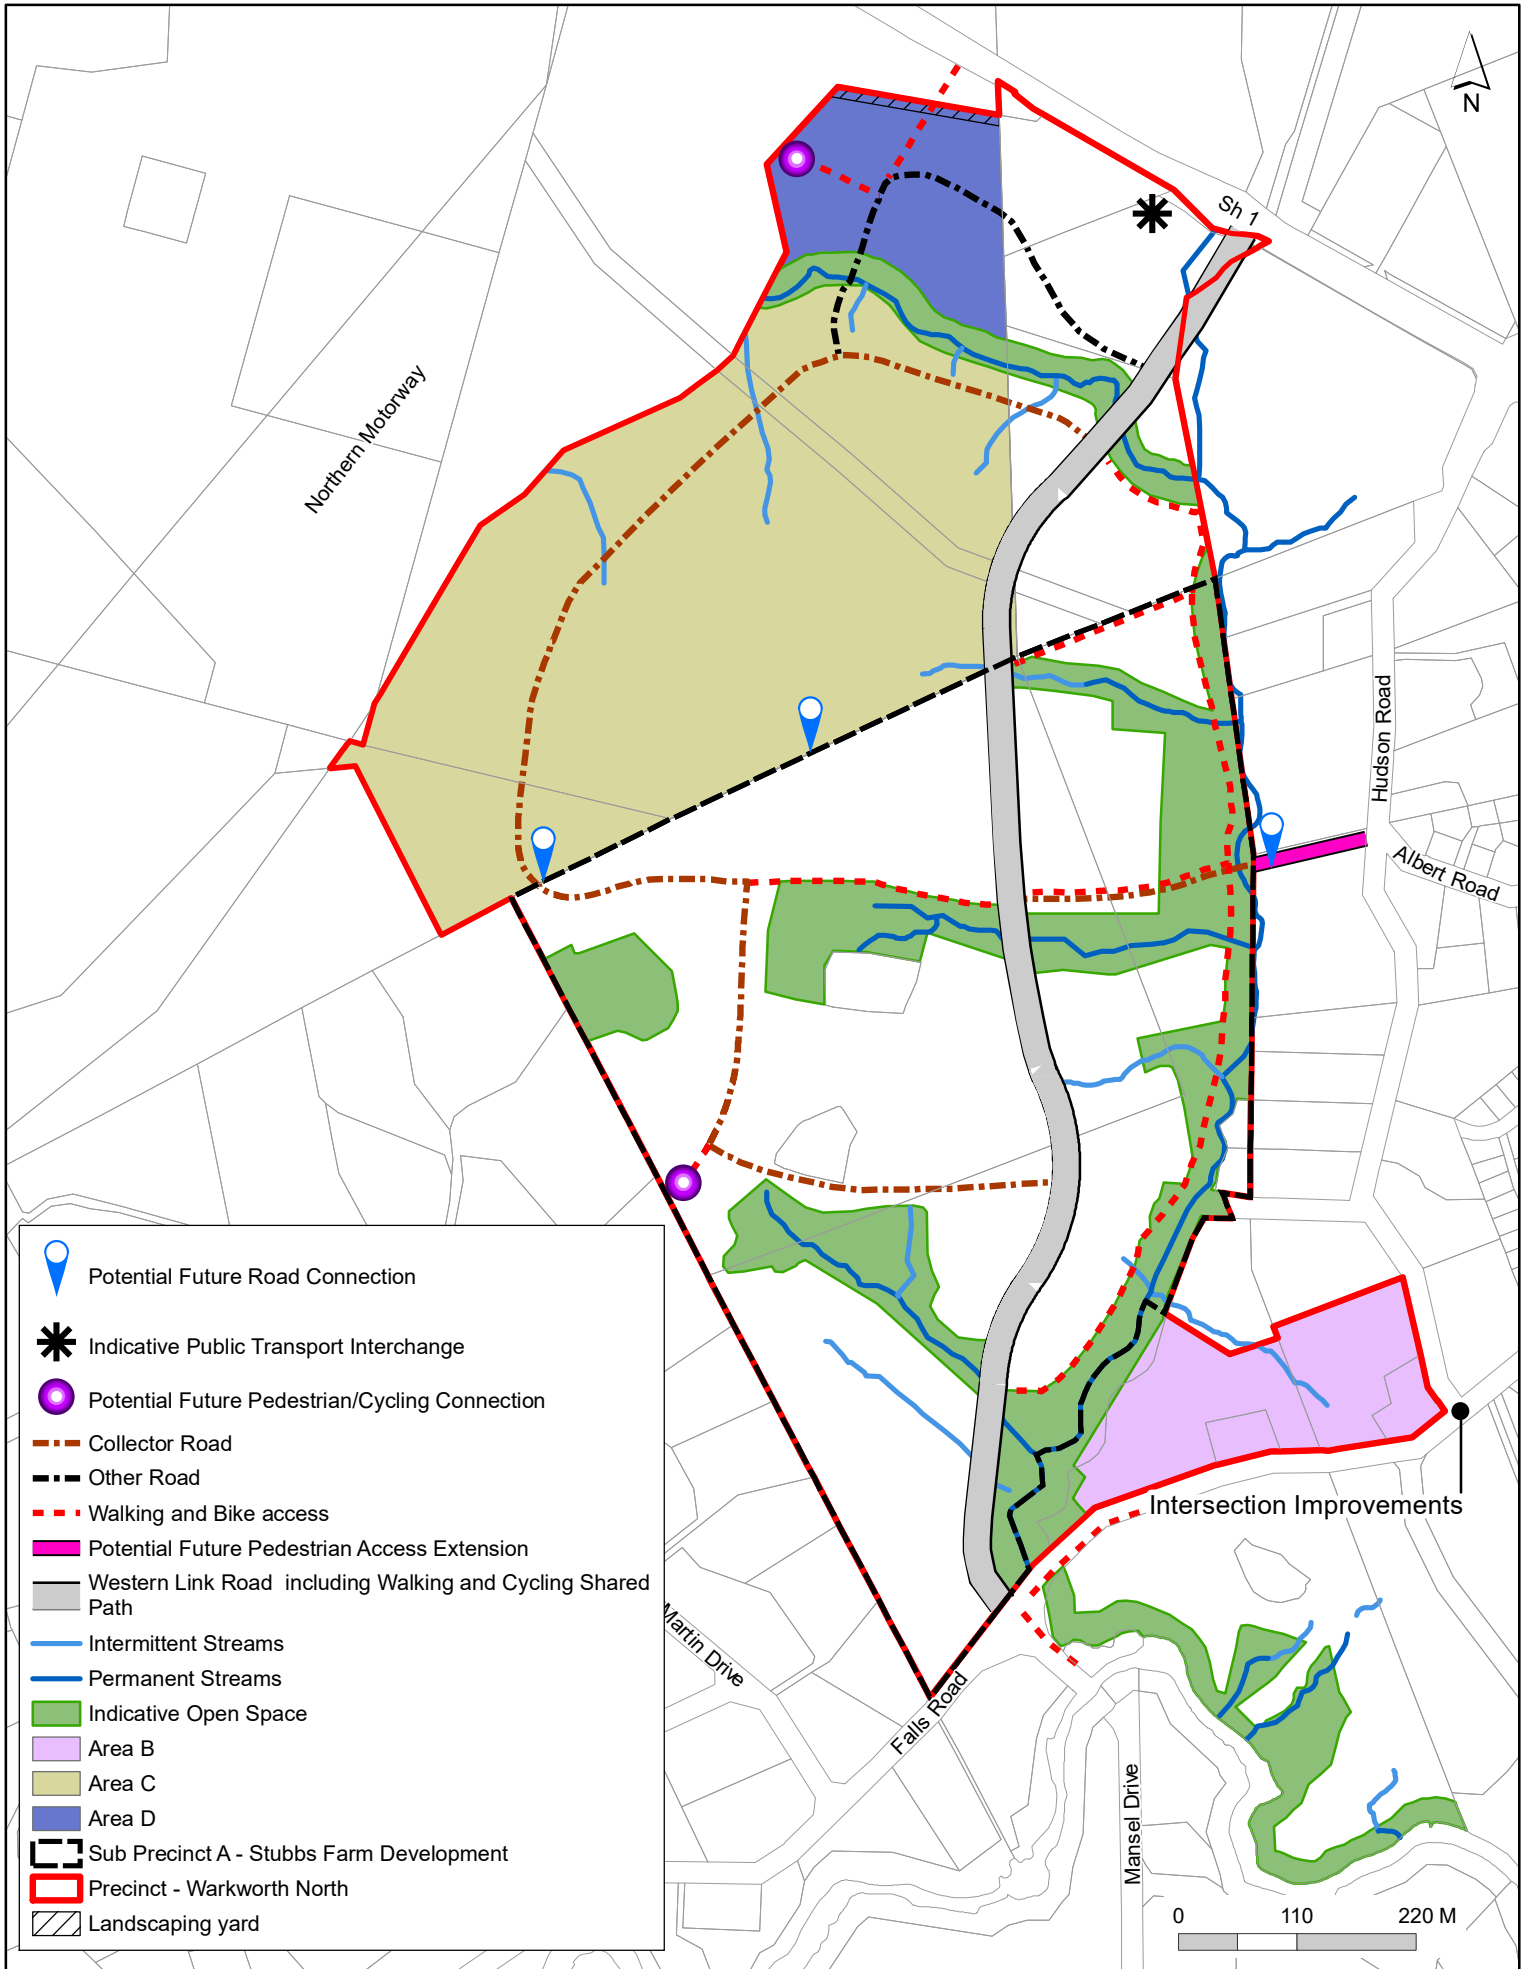 N
Sh 1
Northern Motorway
Hudson Road
Albert Road
Intersection Improvements
Martin Drive
Falls Road
Mansel Drive
Potential Future Road Connection
Indicative Public Transport Interchange
Potential Future Pedestrian/Cycling Connection
Collector Road
Other Road
Walking and Bike access
Potential Future Pedestrian Access Extension
Western Link Road including Walking and Cycling Shared
Path
Intermittent Streams
Permanent Streams
Indicative Open Space
Area B
Area C
Area D
Sub Precinct A - Stubbs Farm Development
Precinct - Warkworth North
Landscaping yard
0 110 220 M